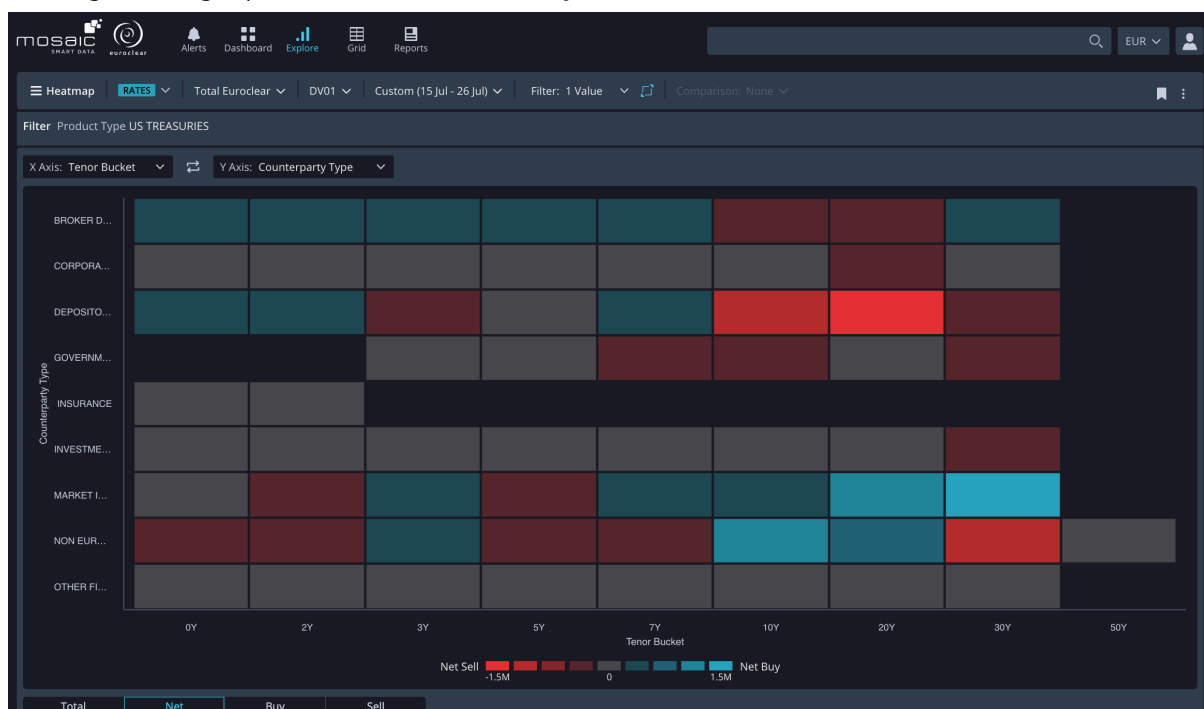 mosaic
SMART DATA
euroclear
Alerts Dashboard Explore Grid Reports
EUR
Heatmap RATES Total Euroclear DV01 Custom (15 Jul - 26 Jul) Filter: 1 Value Comparison: None
Filter Product Type US TREASURIES
X Axis: Tenor Bucket Y Axis: Counterparty Type
Counterparty Type
BROKER D...
CORPORA...
DEPOSITO...
GOVERNM...
INSURANCE
INVESTME...
MARKET I...
NON EUR...
OTHER FI...
0Y 2Y 3Y 5Y 7Y 10Y 20Y 30Y 50Y
Tenor Bucket
Net Sell Net Buy
-1.5M 0 1.5M
Total Net Buy Sell